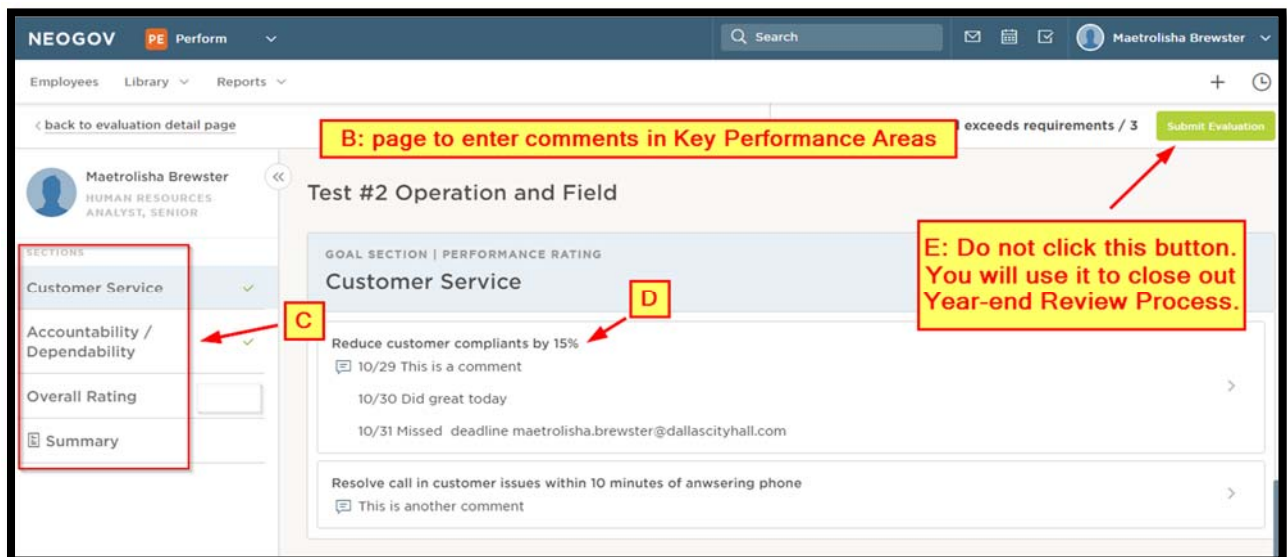 NEOGOV PE Perform Search Maetrolisha Brewster
Employees Library Reports
< back to evaluation detail page
B: page to enter comments in Key Performance Areas
exceeds requirements / 3 Submit Evaluation
Maetrolisha Brewster
HUMAN RESOURCES
ANALYST, SENIOR
Test #2 Operation and Field
E: Do not click this button.
You will use it to close out
Year-end Review Process.
SECTIONS
Customer Service
Accountability /
Dependability
Overall Rating
Summary
C
GOAL SECTION | PERFORMANCE RATING
Customer Service
D
Reduce customer compliants by 15%
10/29 This is a comment
10/30 Did great today
10/31 Missed deadline maetrolisha.brewster@dallascityhall.com
Resolve call in customer issues within 10 minutes of anwsering phone
This is another comment